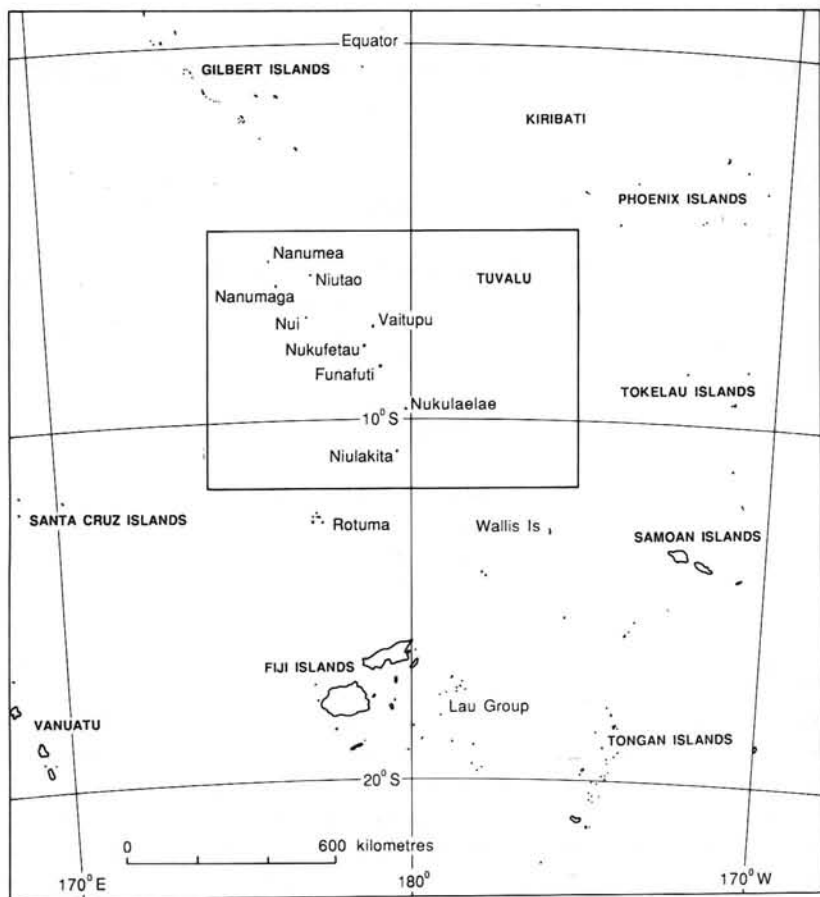 Equator
GILBERT ISLANDS
KIRIBATI
PHOENIX ISLANDS
Nanumea
Niutao
TUVALU
Nanumaga
Nui
Vaitupu
Nukufetau
Funafuti
TOKELAU ISLANDS
Nukulaelae
10° S
Niulakita
SANTA CRUZ ISLANDS
Rotuma
Wallis Is
SAMOAN ISLANDS
FIJI ISLANDS
Lau Group
VANUATU
TONGAN ISLANDS
20° S
0 600 kilometres
170° E
180°
170° W